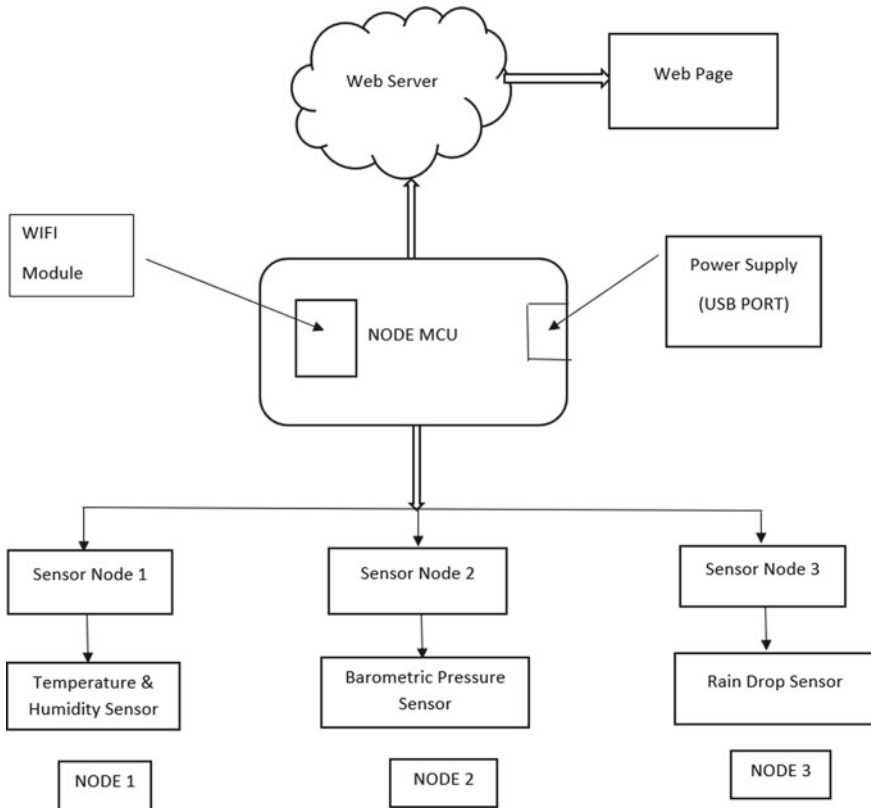 Web Server
Web Page
WIFI
Module
Power Supply
(USB PORT)
NODE MCU
Sensor Node 1
Sensor Node 2
Sensor Node 3
Temperature &
Humidity Sensor
Barometric Pressure
Sensor
Rain Drop Sensor
NODE 1
NODE 2
NODE 3